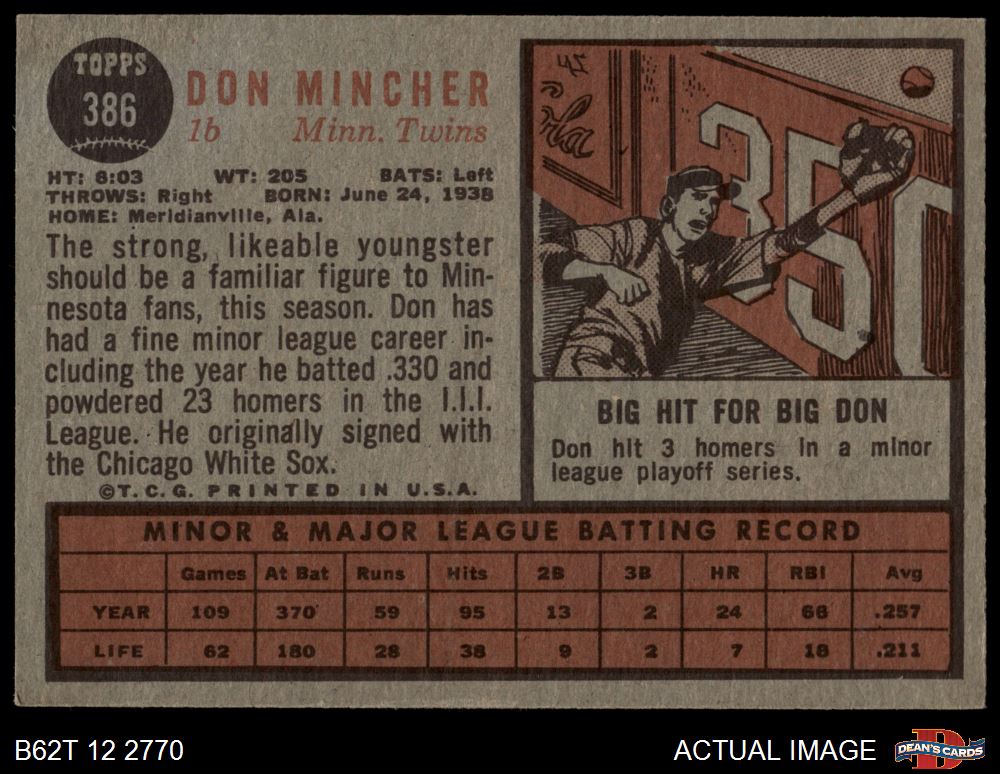 TOPPS
386
DON MINCHER
1b Minn. Twins
HT: 6:03 WT: 205 BATS: Left
THROWS: Right BORN: June 24, 1938
HOME: Meridianville, Ala.
The strong, likeable youngster
should be a familiar figure to Min-
nesota fans, this season. Don has
had a fine minor league career in-
cluding the year he batted .330 and
powdered 23 homers in the I.I.I.
League. He originally signed with
the Chicago White Sox.
©T.C.G. PRINTED IN U.S.A.
350
BIG HIT FOR BIG DON
Don hit 3 homers in a minor
league playoff series.
MINOR & MAJOR LEAGUE BATTING RECORD
Games At Bat Runs Hits 2B 3B HR RBI Avg
YEAR 109 370 59 95 13 2 24 66 .257
LIFE 62 180 28 38 9 2 7 18 .211
B62T 12 2770
ACTUAL IMAGE
DEAN'S CARDS